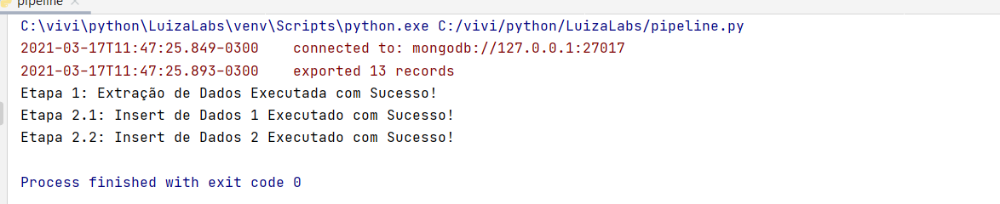 pipeline
C:\vivi\python\LuizaLabs\venv\Scripts\python.exe C:/vivi/python/LuizaLabs/pipeline.py
2021-03-17T11:47:25.849-0300    connected to: mongodb://127.0.0.1:27017
2021-03-17T11:47:25.893-0300    exported 13 records
Etapa 1: Extração de Dados Executada com Sucesso!
Etapa 2.1: Insert de Dados 1 Executado com Sucesso!
Etapa 2.2: Insert de Dados 2 Executado com Sucesso!
Process finished with exit code 0